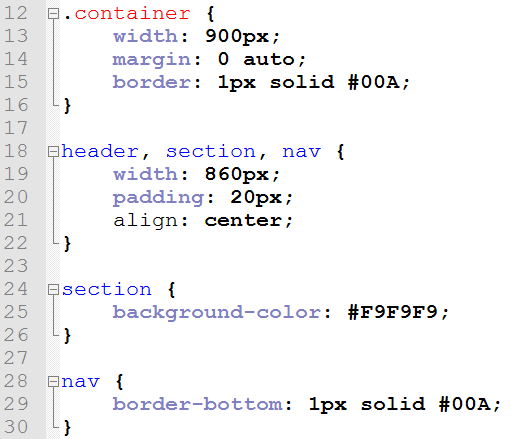 12 .container {
13 width: 900px;
14 margin: 0 auto;
15 border: 1px solid #00A;
16 }
17
18 header, section, nav {
19 width: 860px;
20 padding: 20px;
21 align: center;
22 }
23
24 section {
25 background-color: #F9F9F9;
26 }
27
28 nav {
29 border-bottom: 1px solid #00A;
30 }